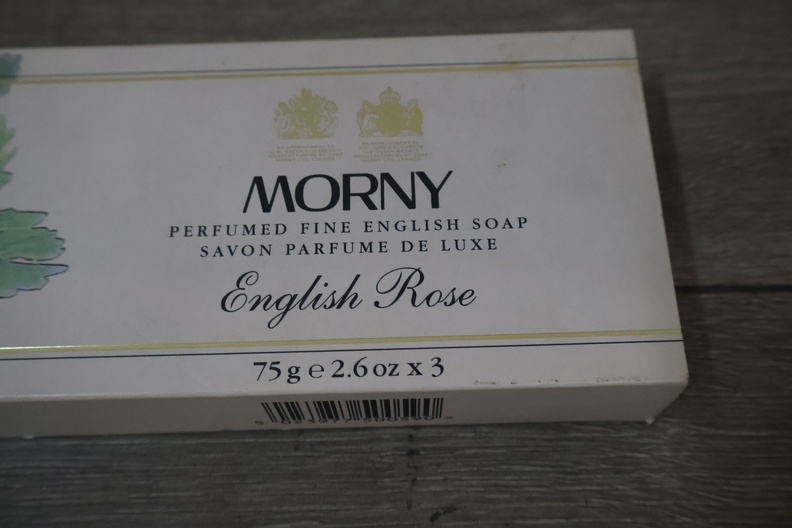 MORNY
PERFUMED FINE ENGLISH SOAP
SAVON PARFUME DE LUXE
English Rose
75g e 2.6oz x 3